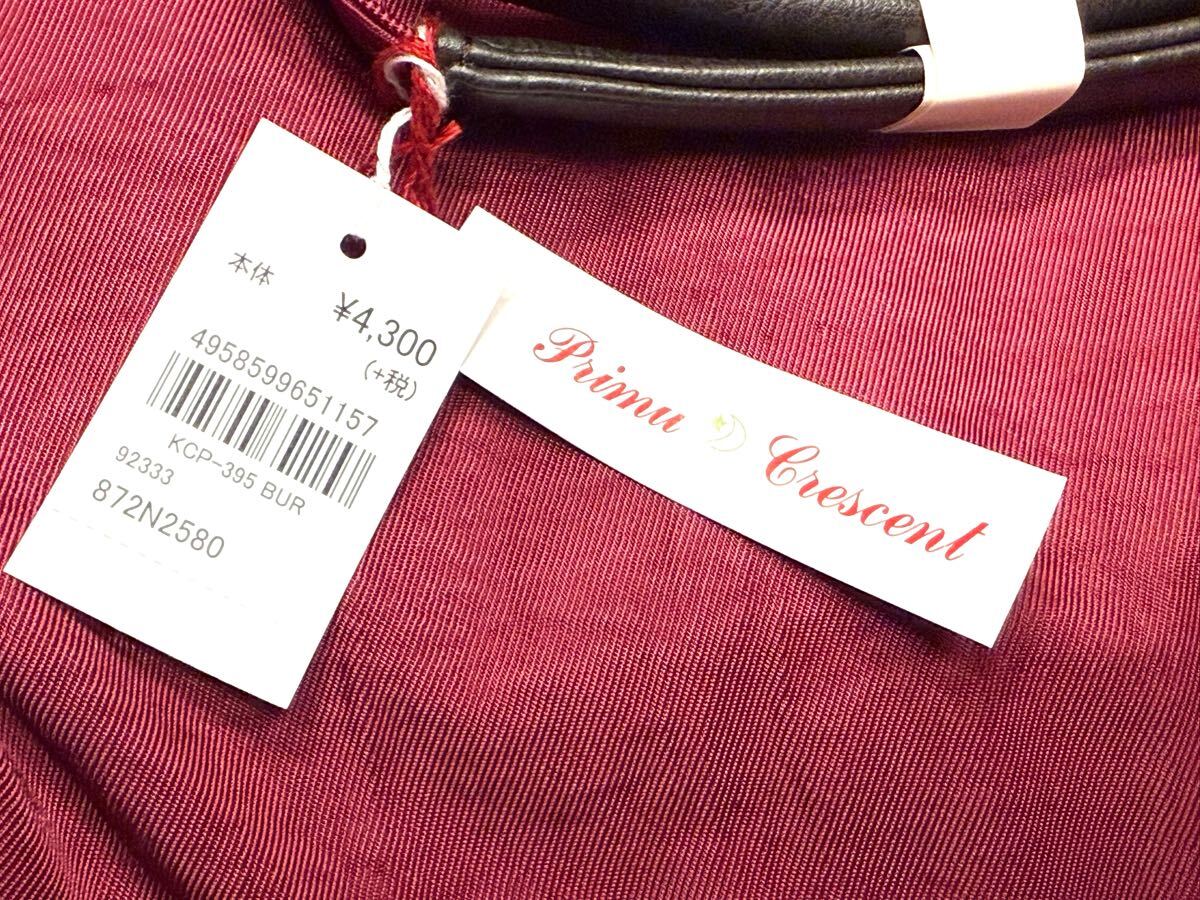 本体
¥4,300
(+税)
4958599651157
KCP-395 BUR
92333
872N2580
Primu Crescent